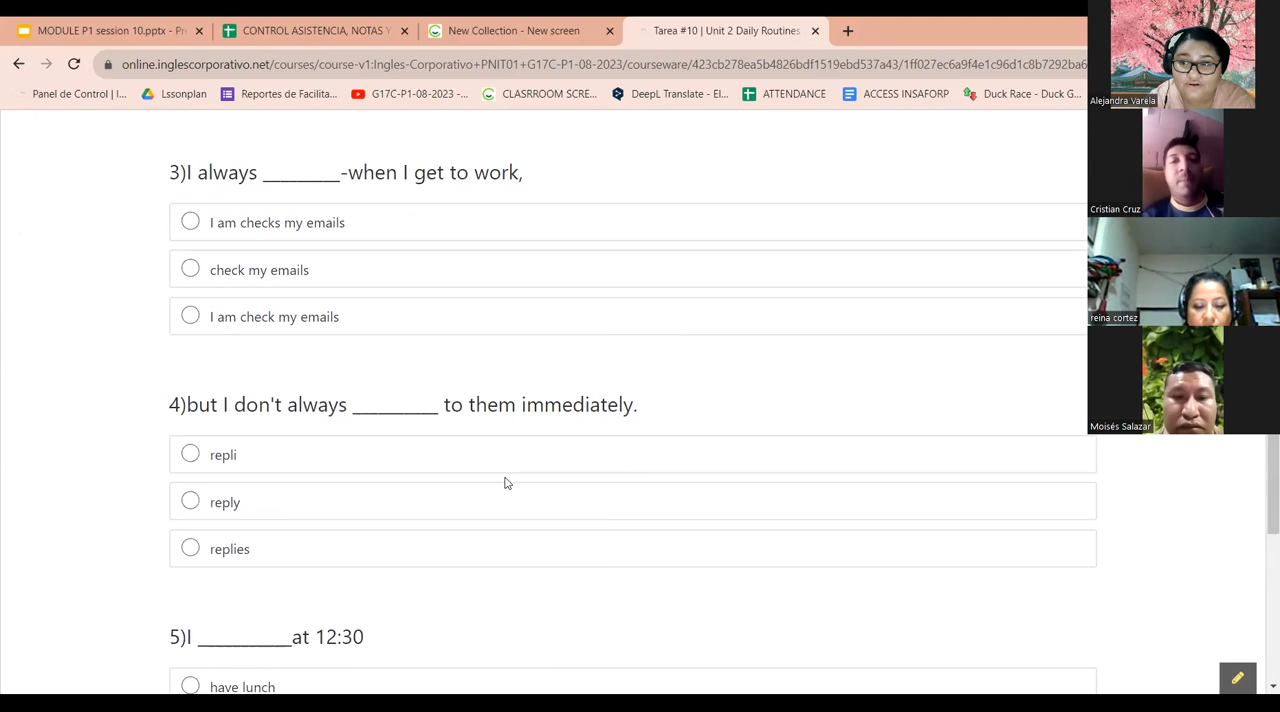 MODULE P1 session 10.pptx - Pr
CONTROL ASISTENCIA, NOTAS Y
New Collection - New screen
Tarea #10 | Unit 2 Daily Routines
online.inglescorporativo.net/courses/course-v1:Ingles-Corporativo+PNIT01+G17C-P1-08-2023/courseware/423cb278ea5b4826bdf1519ebd537a43/1ff027ec6a9f4e1c96d1c8b7292ba6
Panel de Control | I...
Lssonplan
Reportes de Facilita...
G17C-P1-08-2023 -...
CLASRROOM SCRE...
DeepL Translate - El...
ATTENDANCE
ACCESS INSAFORP
Duck Race - Duck G...
Alejandra Varela
3)I always _________-when I get to work,
Cristian Cruz
I am checks my emails
check my emails
I am check my emails
reina cortez
4)but I don't always _________ to them immediately.
Moisés Salazar
repli
reply
replies
5)I ___________at 12:30
have lunch